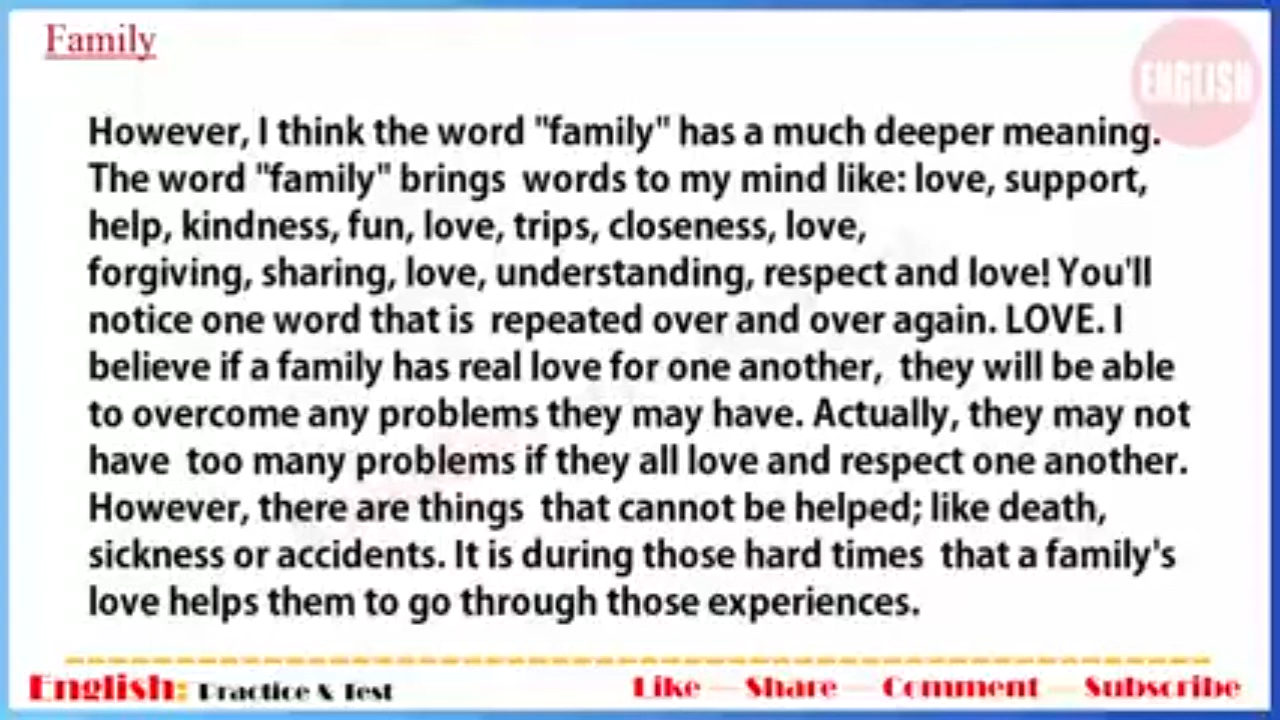 Family
ENGLISH
However, I think the word "family" has a much deeper meaning.
The word "family" brings  words to my mind like: love, support,
help, kindness, fun, love, trips, closeness, love,
forgiving, sharing, love, understanding, respect and love! You'll
notice one word that is  repeated over and over again. LOVE. I
believe if a family has real love for one another,  they will be able
to overcome any problems they may have. Actually, they may not
have  too many problems if they all love and respect one another.
However, there are things  that cannot be helped; like death,
sickness or accidents. It is during those hard times  that a family's
love helps them to go through those experiences.
English: Practice & Test
Like — Share — Comment — Subscribe